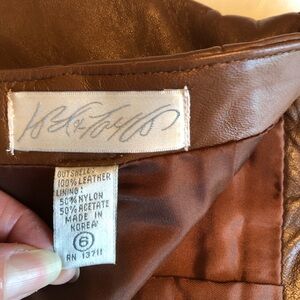 OUTSHELL:
100% LEATHER
LINING:
50% NYLON
50% ACETATE
MADE IN
KOREA
6
RN 13711